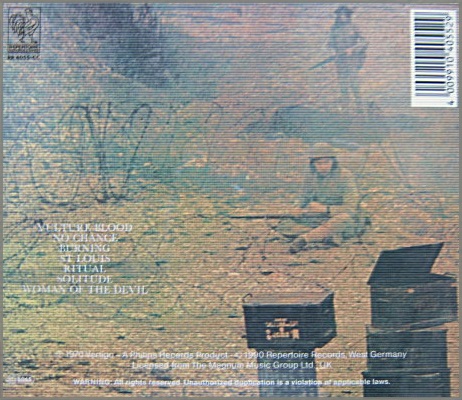 4 009910 405529
VULTURE BLOOD
NO CHANCE
BURNING
ST LOUIS
RITUAL
SOLITUDE
WOMAN OF THE DEVIL
℗ 1970 Vertigo – A Philips Records Product · © 1990 Repertoire Records, West Germany
Licensed from The Magnum Music Group Ltd., UK
WARNING: All rights reserved. Unauthorized duplication is a violation of applicable laws.